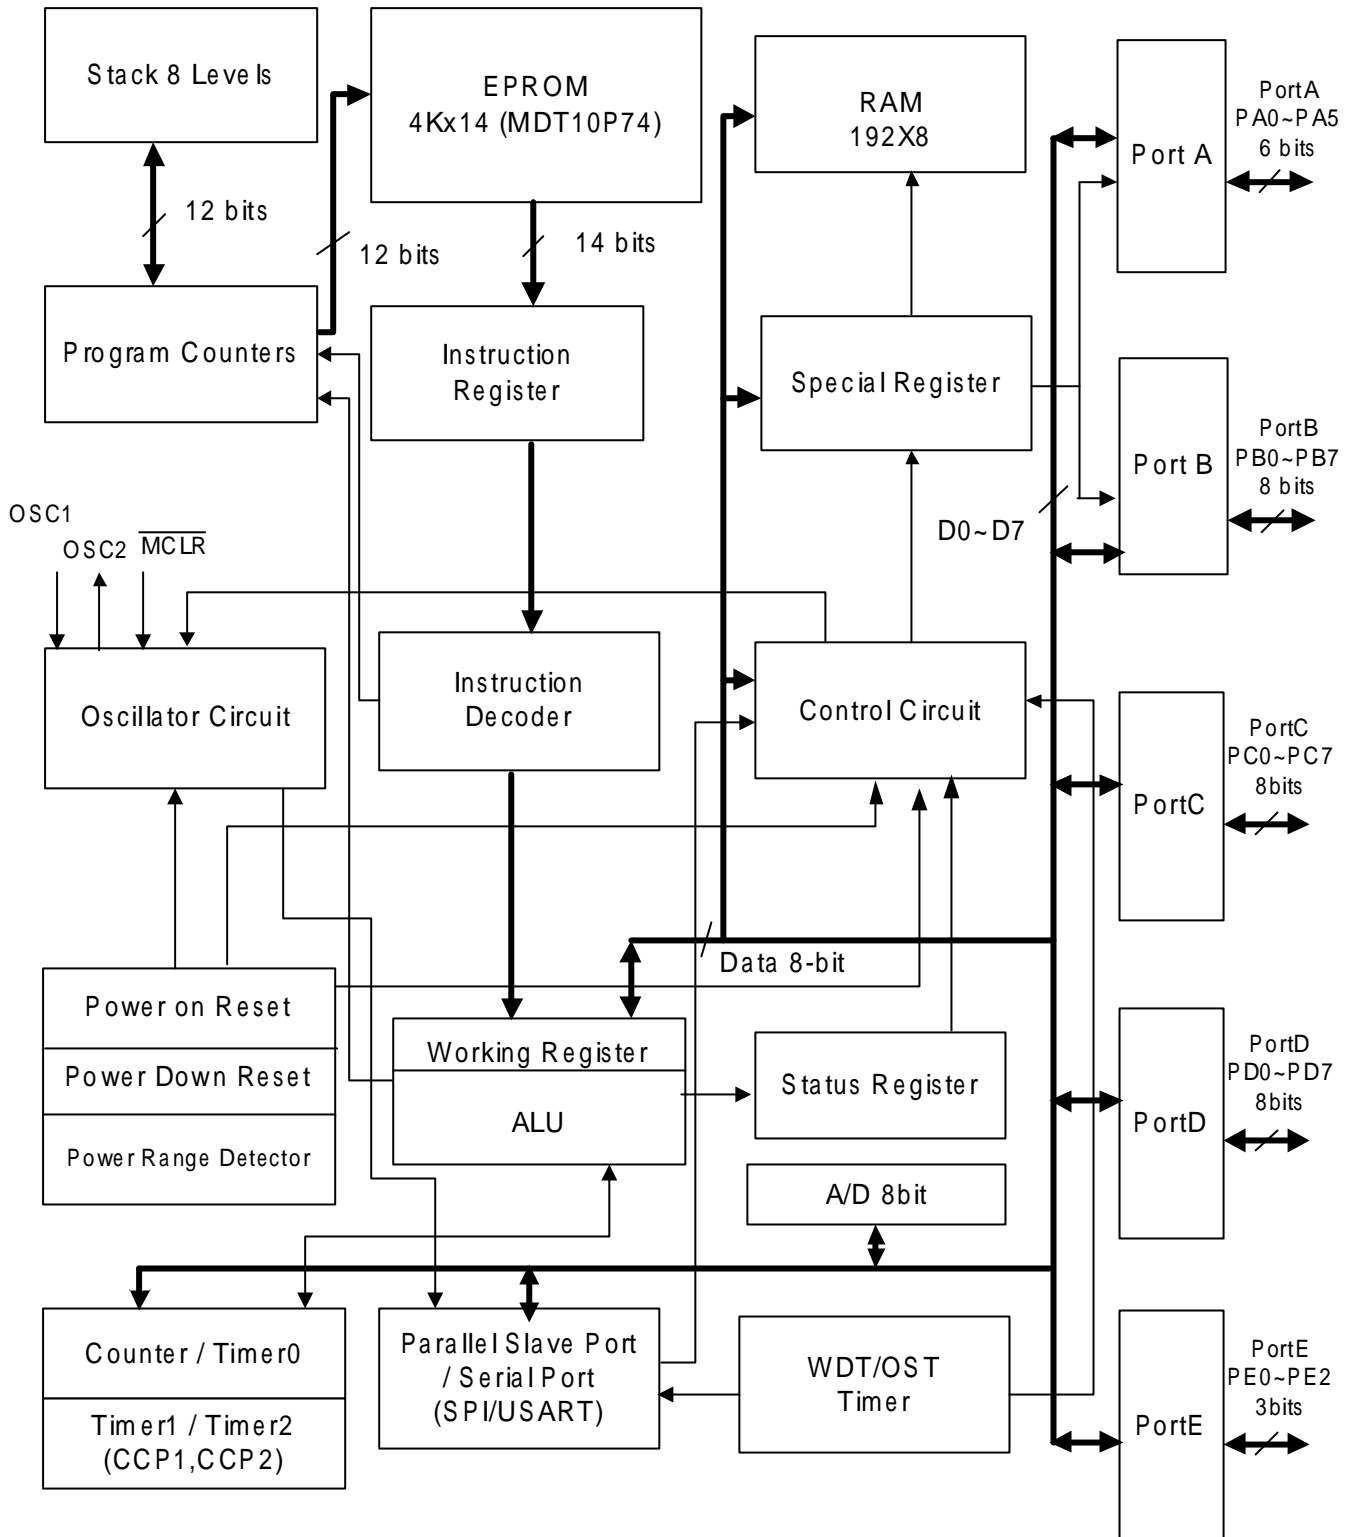 Stack 8 Levels
EPROM
4Kx14 (MDT10P74)
RAM
192X8
Port A
PortA
PA0~PA5
6 bits
12 bits
12 bits
14 bits
Program Counters
Instruction
Register
Special Register
Port B
PortB
PB0~PB7
8 bits
D0~D7
OSC1
OSC2
MCLR
Oscillator Circuit
Instruction
Decoder
Control Circuit
PortC
PortC
PC0~PC7
8bits
Data 8-bit
Power on Reset
Power Down Reset
Power Range Detector
Working Register
ALU
Status Register
A/D 8bit
PortD
PortD
PD0~PD7
8bits
Counter / Timer0
Timer1 / Timer2
(CCP1,CCP2)
Parallel Slave Port
/ Serial Port
(SPI/USART)
WDT/OST
Timer
PortE
PortE
PE0~PE2
3bits